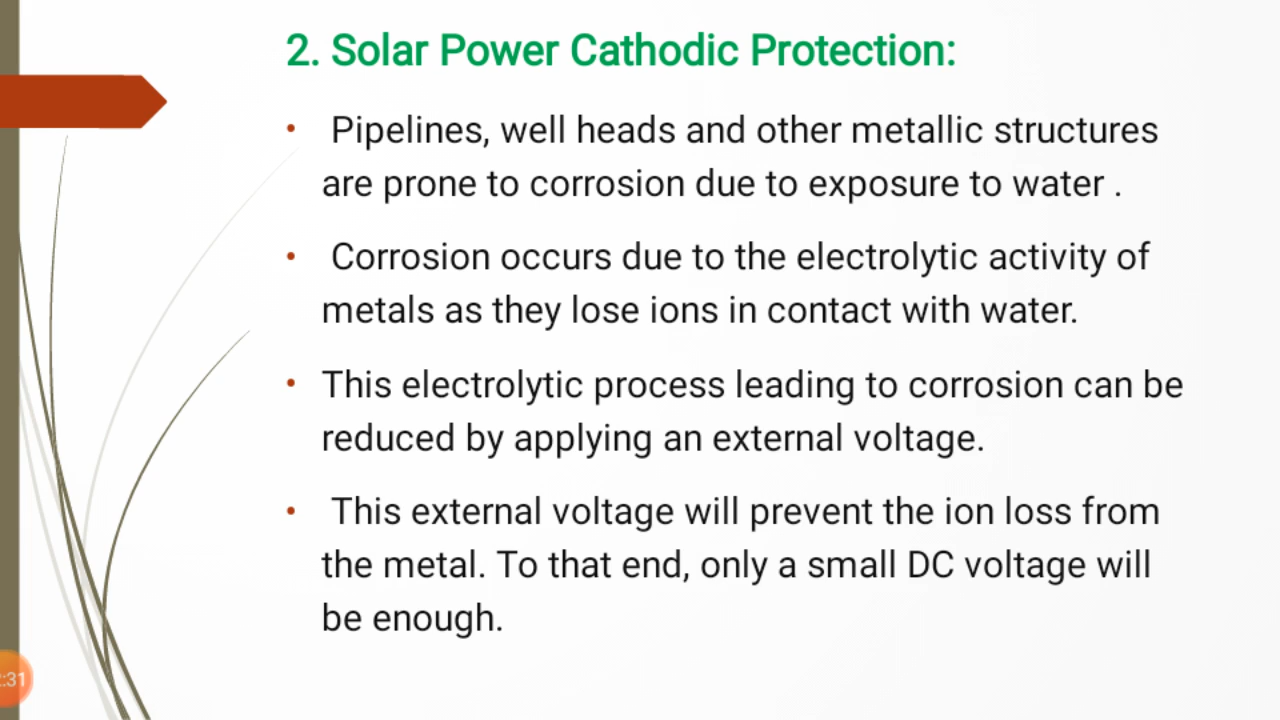 2. Solar Power Cathodic Protection:
• Pipelines, well heads and other metallic structures
are prone to corrosion due to exposure to water .
• Corrosion occurs due to the electrolytic activity of
metals as they lose ions in contact with water.
• This electrolytic process leading to corrosion can be
reduced by applying an external voltage.
• This external voltage will prevent the ion loss from
the metal. To that end, only a small DC voltage will
be enough.
:31